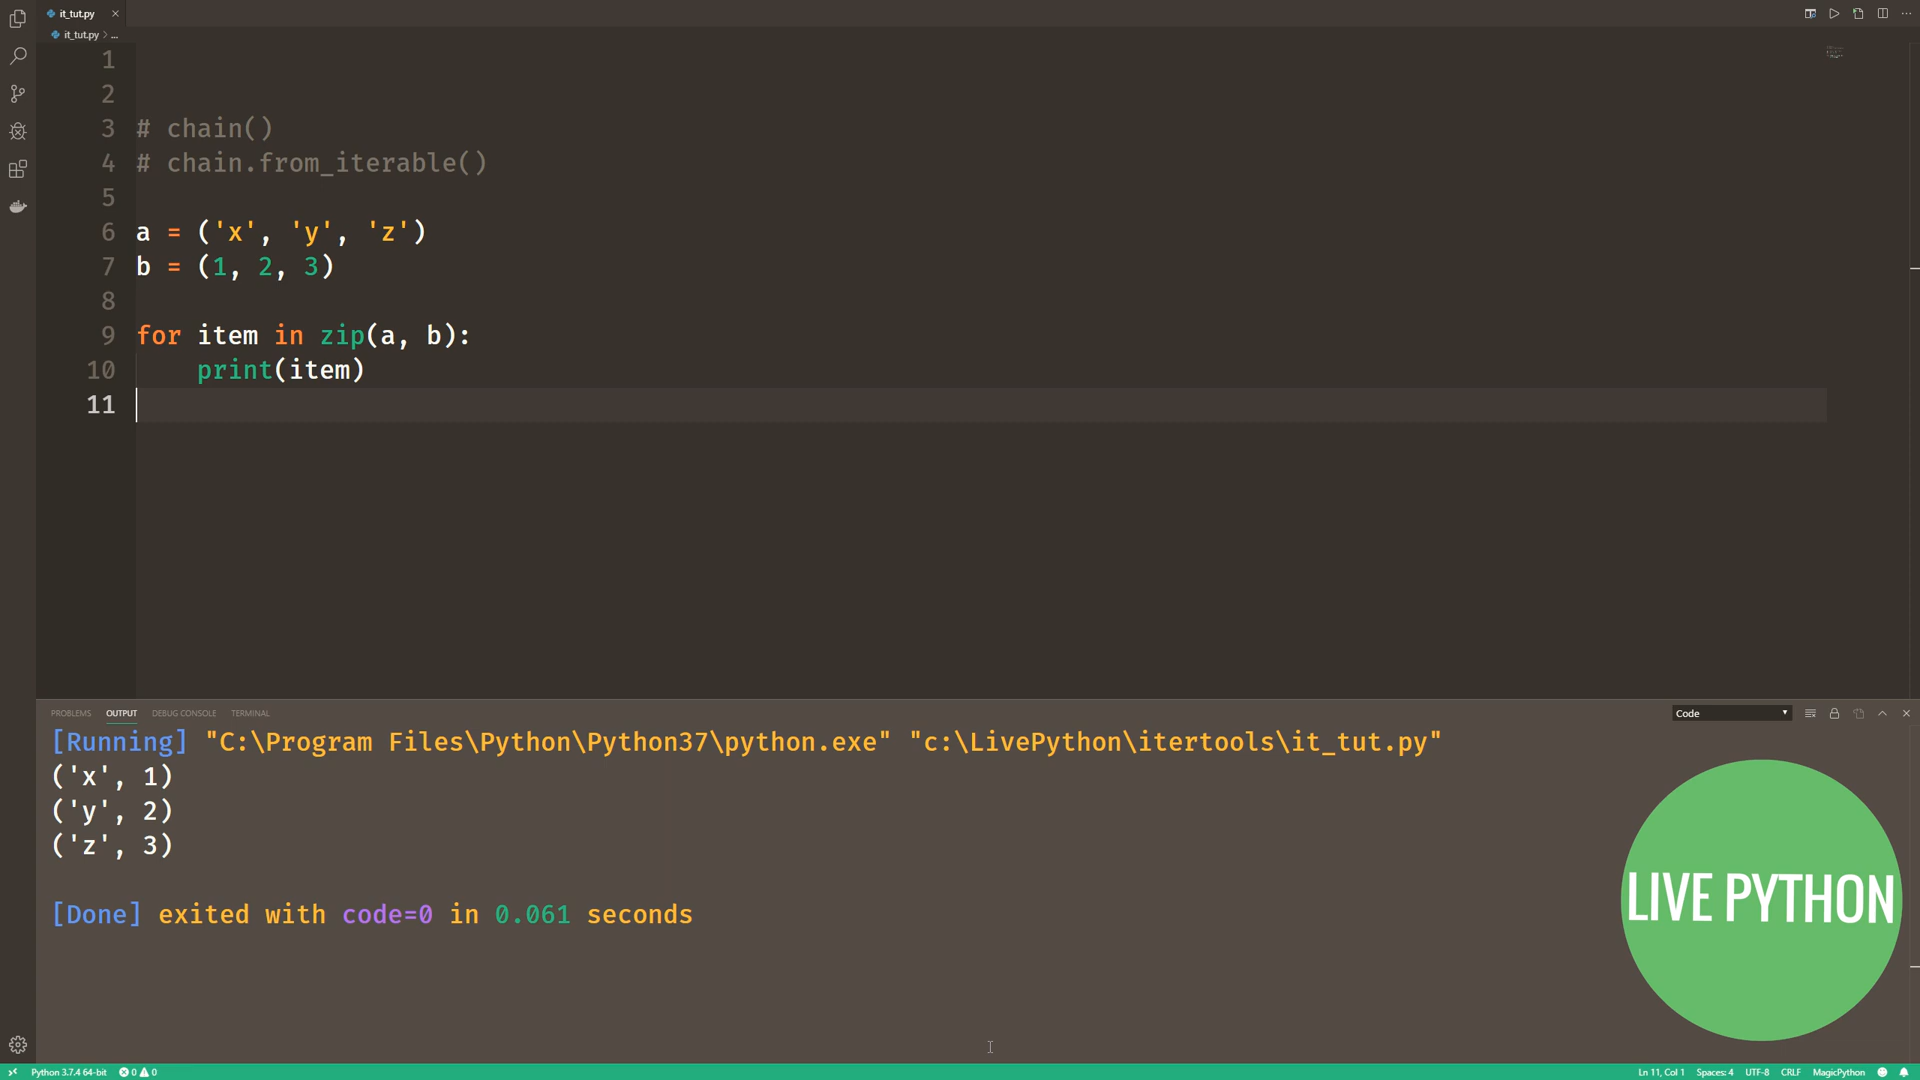 it_tut.py
it_tut.py > ...
1
2
3 # chain()
4 # chain.from_iterable()
5
6 a = ('x', 'y', 'z')
7 b = (1, 2, 3)
8
9 for item in zip(a, b):
10     print(item)
11
PROBLEMS OUTPUT DEBUG CONSOLE TERMINAL Code
[Running] "C:\Program Files\Python\Python37\python.exe" "c:\LivePython\itertools\it_tut.py"
('x', 1)
('y', 2)
('z', 3)
[Done] exited with code=0 in 0.061 seconds
LIVE PYTHON
Python 3.7.4 64-bit 0 0 Ln 11, Col 1 Spaces: 4 UTF-8 CRLF MagicPython